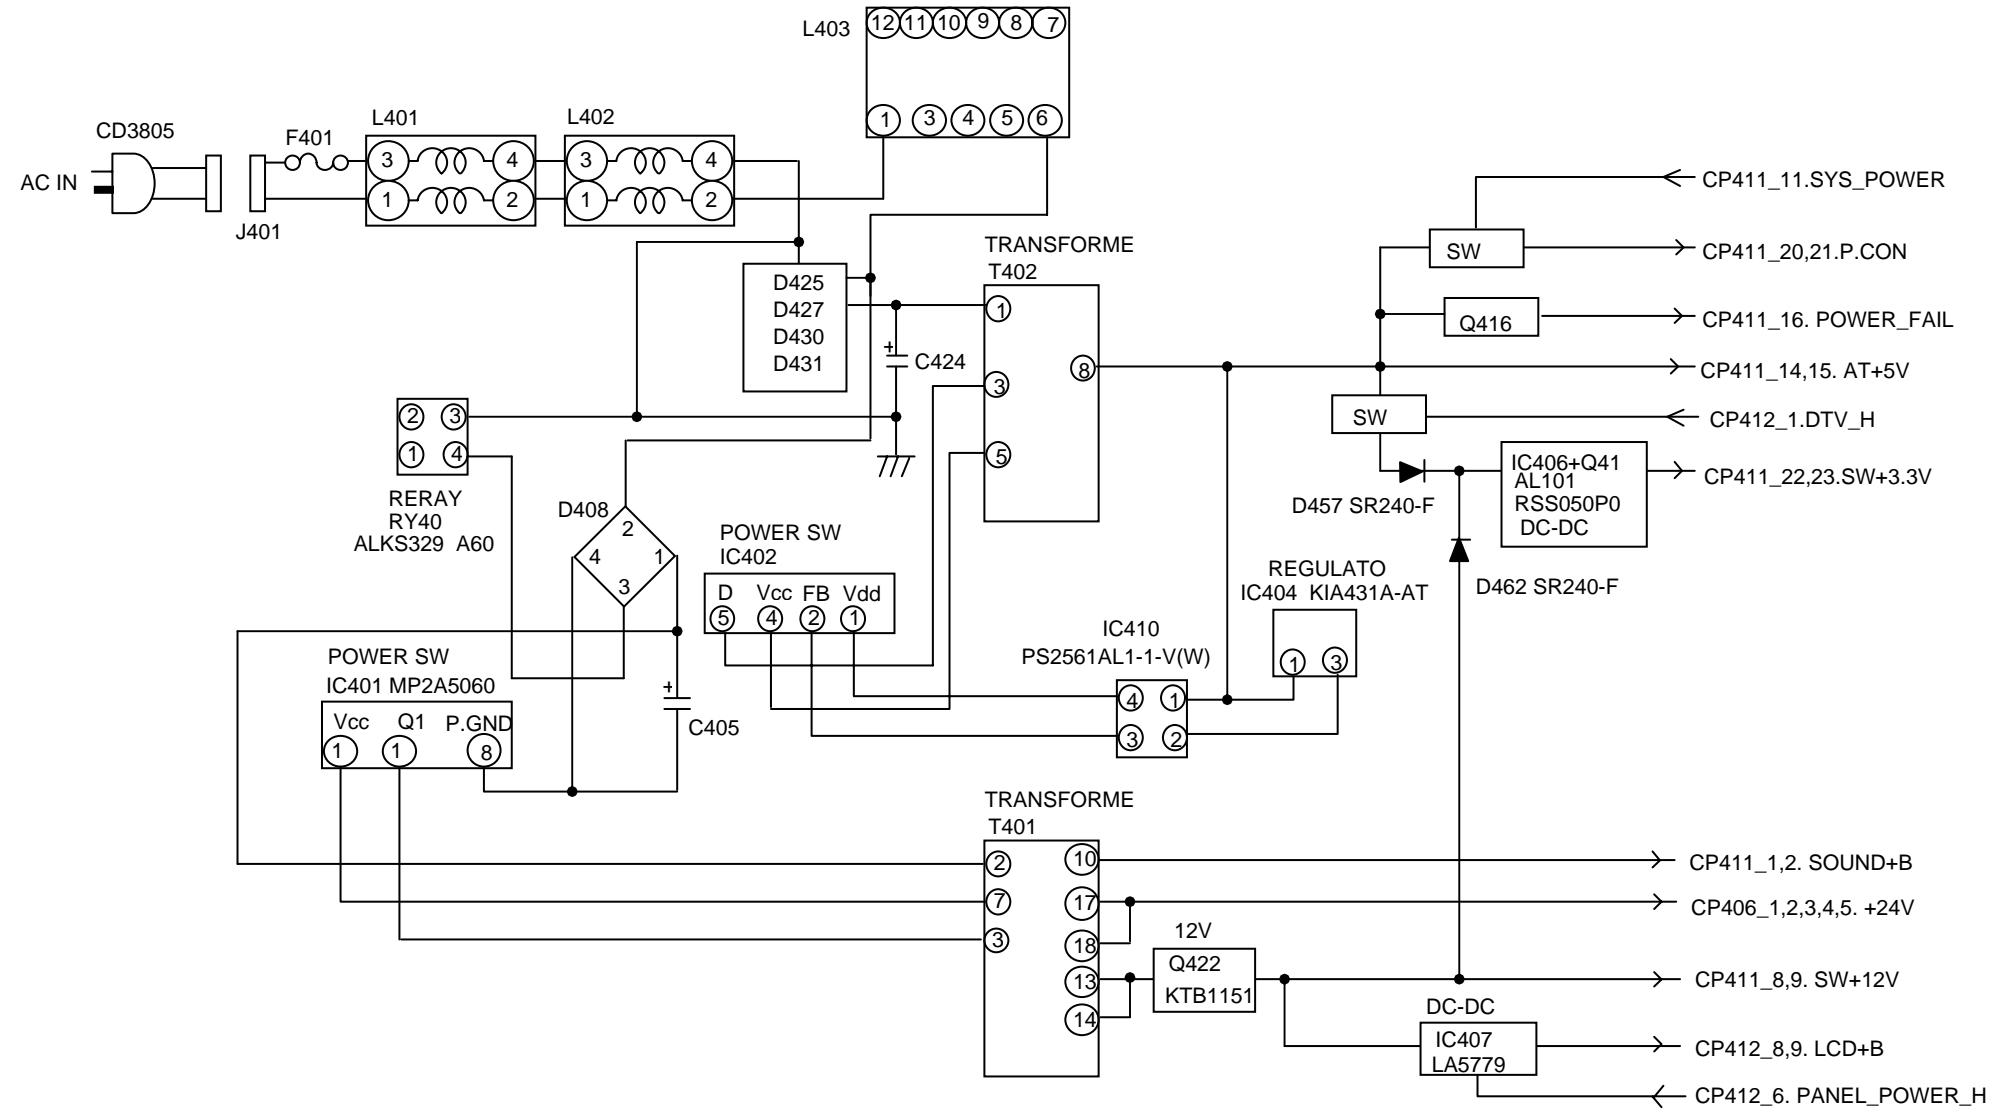 L403
12 11 10 9 8 7
1 3 4 5 6
CD3805
F401
L401
L402
3 4
1 2
3 4
1 2
AC IN
J401
CP411_11.SYS_POWER
SW
CP411_20,21.P.CON
TRANSFORME
T402
D425
D427
D430
D431
1
3
5
8
C424
+
Q416
CP411_16. POWER_FAIL
CP411_14,15. AT+5V
SW
CP412_1.DTV_H
2 3
1 4
RERAY
RY40
ALKS329 A60
D457 SR240-F
IC406+Q41
AL101
RSS050P0
DC-DC
CP411_22,23.SW+3.3V
D408
2
4 1
3
POWER SW
IC402
D Vcc FB Vdd
5 4 2 1
REGULATO
IC404 KIA431A-AT
1 3
D462 SR240-F
IC410
PS2561AL1-1-V(W)
4 1
3 2
POWER SW
IC401 MP2A5060
Vcc Q1 P.GND
1 1 8
+
C405
TRANSFORME
T401
2
7
3
10
17
18
13
14
CP411_1,2. SOUND+B
CP406_1,2,3,4,5. +24V
12V
Q422
KTB1151
CP411_8,9. SW+12V
DC-DC
IC407
LA5779
CP412_8,9. LCD+B
CP412_6. PANEL_POWER_H